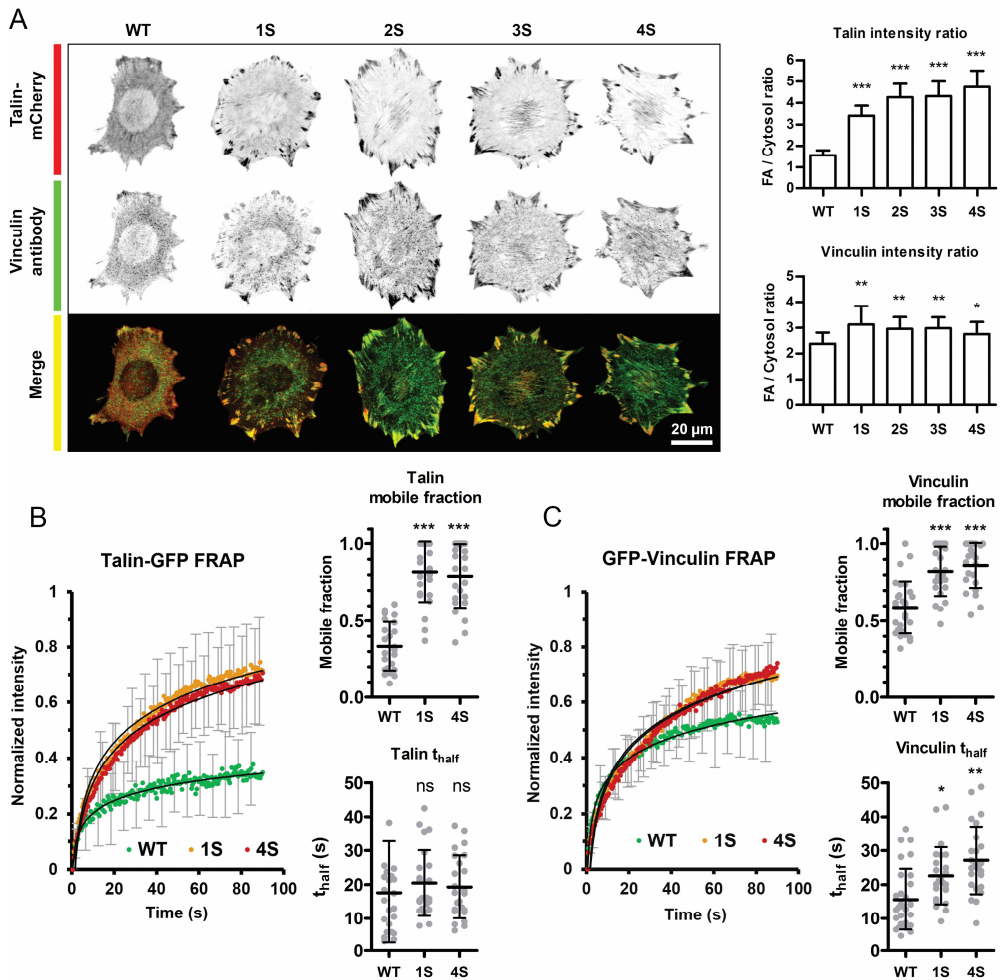 A
WT 1S 2S 3S 4S
Talin-
mCherry
Vinculin
antibody
Merge
20 µm
Talin intensity ratio
FA / Cytosol ratio
6
5
4
3
2
1
0
*** *** *** ***
WT 1S 2S 3S 4S
Vinculin intensity ratio
FA / Cytosol ratio
5
4
3
2
1
0
** ** ** *
WT 1S 2S 3S 4S
B
Talin-GFP FRAP
Normalized intensity
1
0.8
0.6
0.4
0.2
0
WT 1S 4S
0 20 40 60 80 100
Time (s)
Talin
mobile fraction
Mobile fraction
*** ***
1.0
0.5
0.0
WT 1S 4S
Talin thalf
thalf (s)
50
40
30
20
10
0
ns ns
WT 1S 4S
C
GFP-Vinculin FRAP
Normalized intensity
1
0.8
0.6
0.4
0.2
0
WT 1S 4S
0 20 40 60 80 100
Time (s)
Vinculin
mobile fraction
Mobile fraction
*** ***
1.0
0.5
0.0
WT 1S 4S
Vinculin thalf
thalf (s)
50
40
30
20
10
0
* **
WT 1S 4S